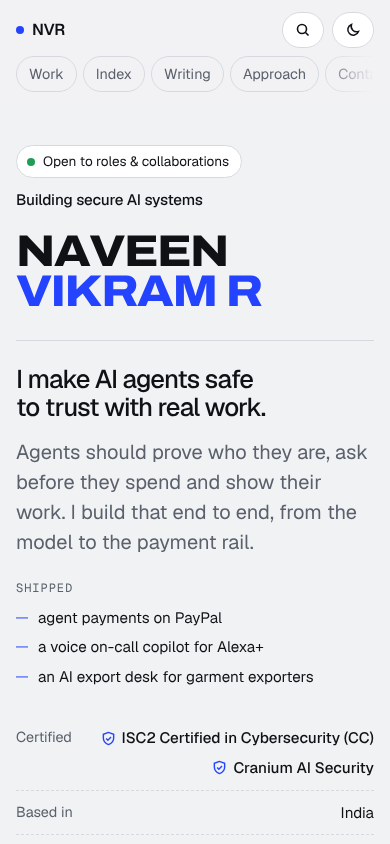 NVR
Work
Index
Writing
Approach
Open to roles & collaborations
Building secure AI systems
NAVEEN
VIKRAM R
I make AI agents safe
to trust with real work.
Agents should prove who they are, ask
before they spend and show their
work. I build that end to end, from the
model to the payment rail.
SHIPPED
— agent payments on PayPal
— a voice on-call copilot for Alexa+
— an AI export desk for garment exporters
Certified
ISC2 Certified in Cybersecurity (CC)
Cranium AI Security
Based in
India